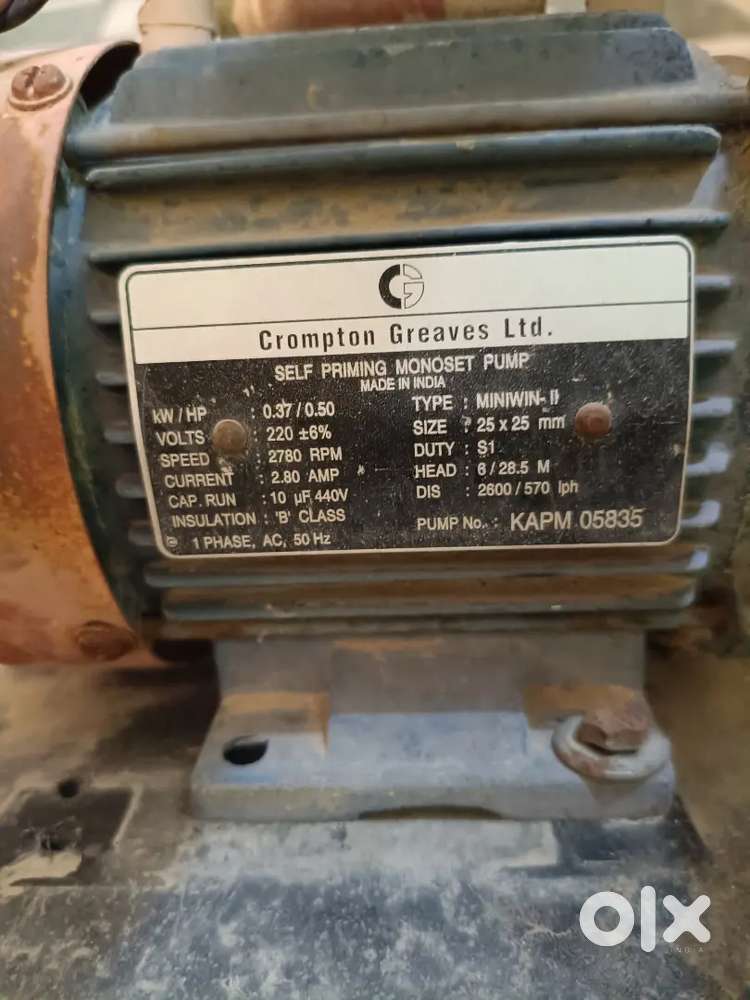 Crompton Greaves Ltd.
SELF PRIMING MONOSET PUMP
MADE IN INDIA
kW / HP : 0.37 / 0.50
VOLTS : 220 ±6%
SPEED : 2780 RPM
CURRENT : 2.80 AMP
CAP. RUN : 10 µF 440V
INSULATION : 'B' CLASS
1 PHASE, AC, 50 Hz
TYPE : MINIWIN- II
SIZE : 25 x 25 mm
DUTY : S1
HEAD : 6 / 28.5 M
DIS : 2600 / 570 lph
PUMP No. : KAPM 05835
olx
INDIA